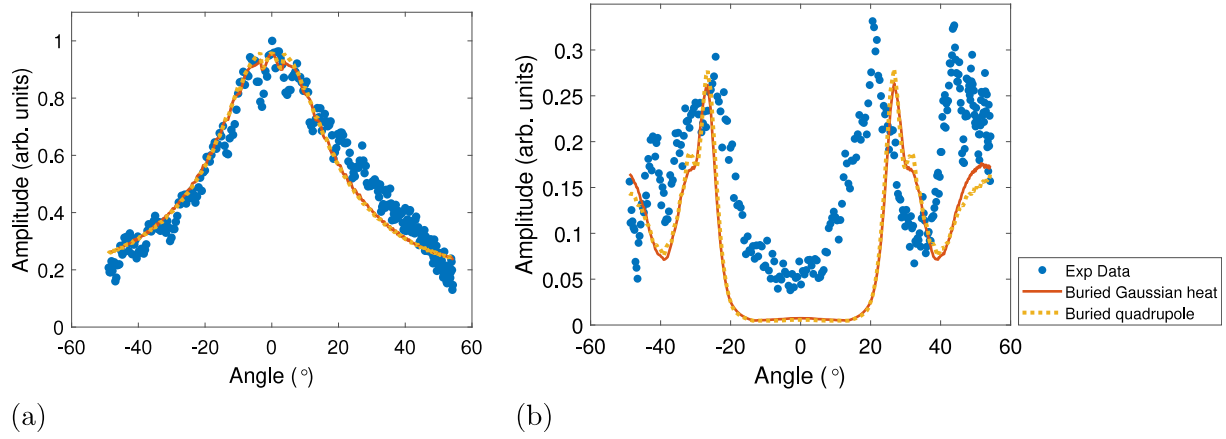 1
0.8
0.6
0.4
0.2
0
-60 -40 -20 0 20 40 60
Amplitude (arb. units)
Angle (°)
(a)
0.3
0.25
0.2
0.15
0.1
0.05
0
-60 -40 -20 0 20 40 60
Amplitude (arb. units)
Angle (°)
(b)
Exp Data
Buried Gaussian heat
Buried quadrupole